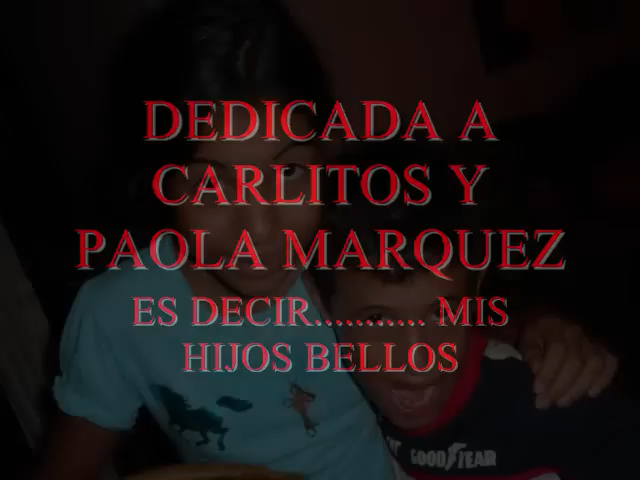 DEDICADA A
CARLITOS Y
PAOLA MARQUEZ
ES DECIR........... MIS
HIJOS BELLOS
GOODYEAR